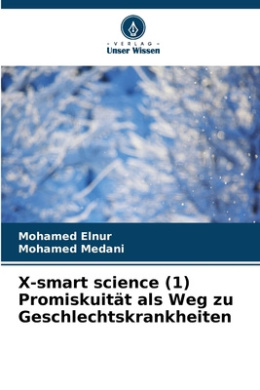 • VERLAG •
Unser Wissen
Mohamed Elnur
Mohamed Medani
X-smart science (1)
Promiskuität als Weg zu
Geschlechtskrankheiten